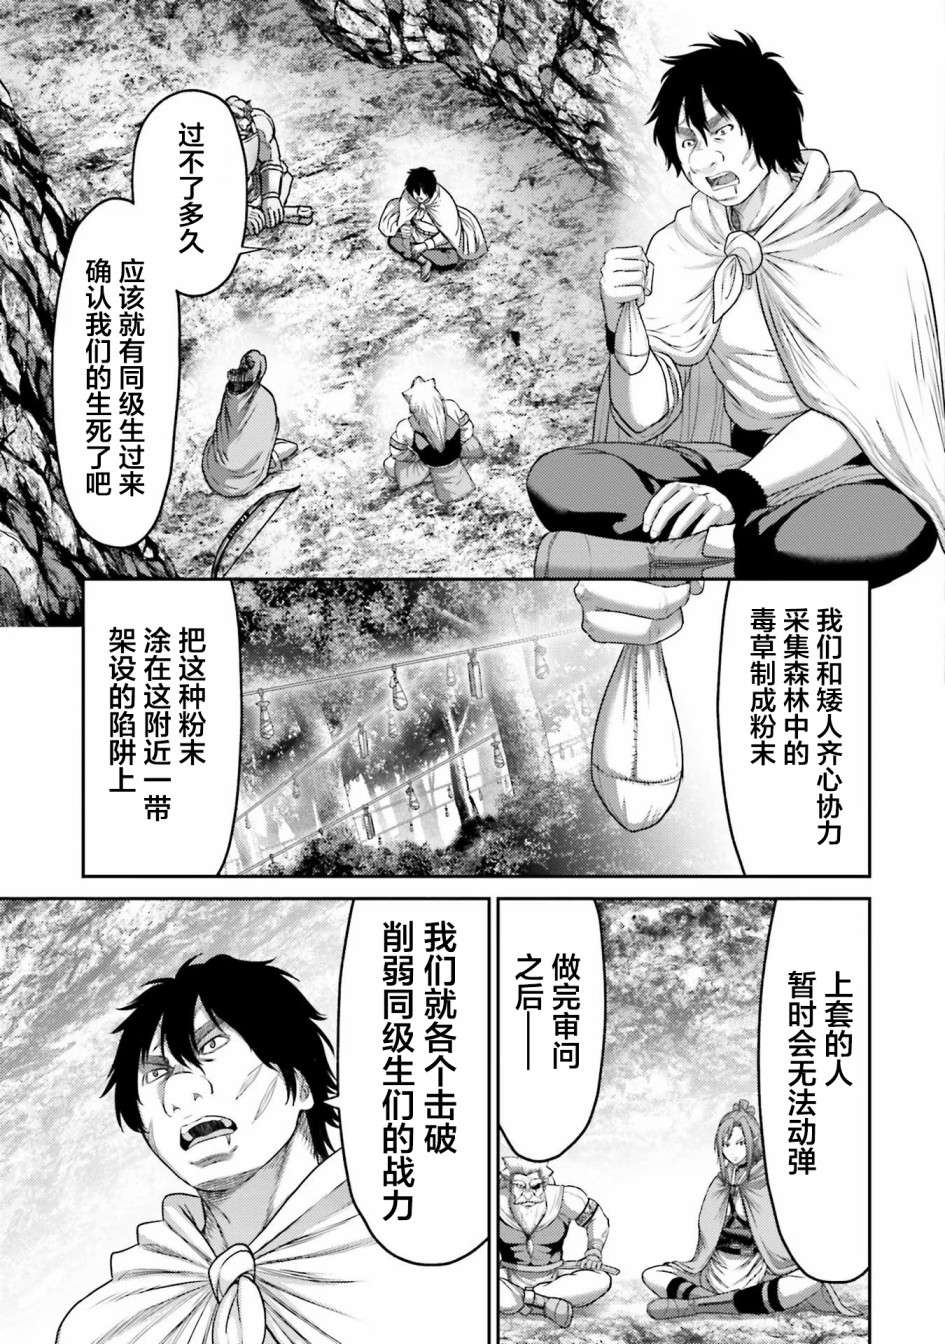 过不了多久
应该就有同级生过来
确认我们的生死了吧
我们和矮人齐心协力
采集森林中的
毒草制成粉末
把这种粉末
涂在这附近一带
架设的陷阱上
上套的人
暂时会无法动弹
做完审问
之后——
我们就各个击破
削弱同级生们的战力